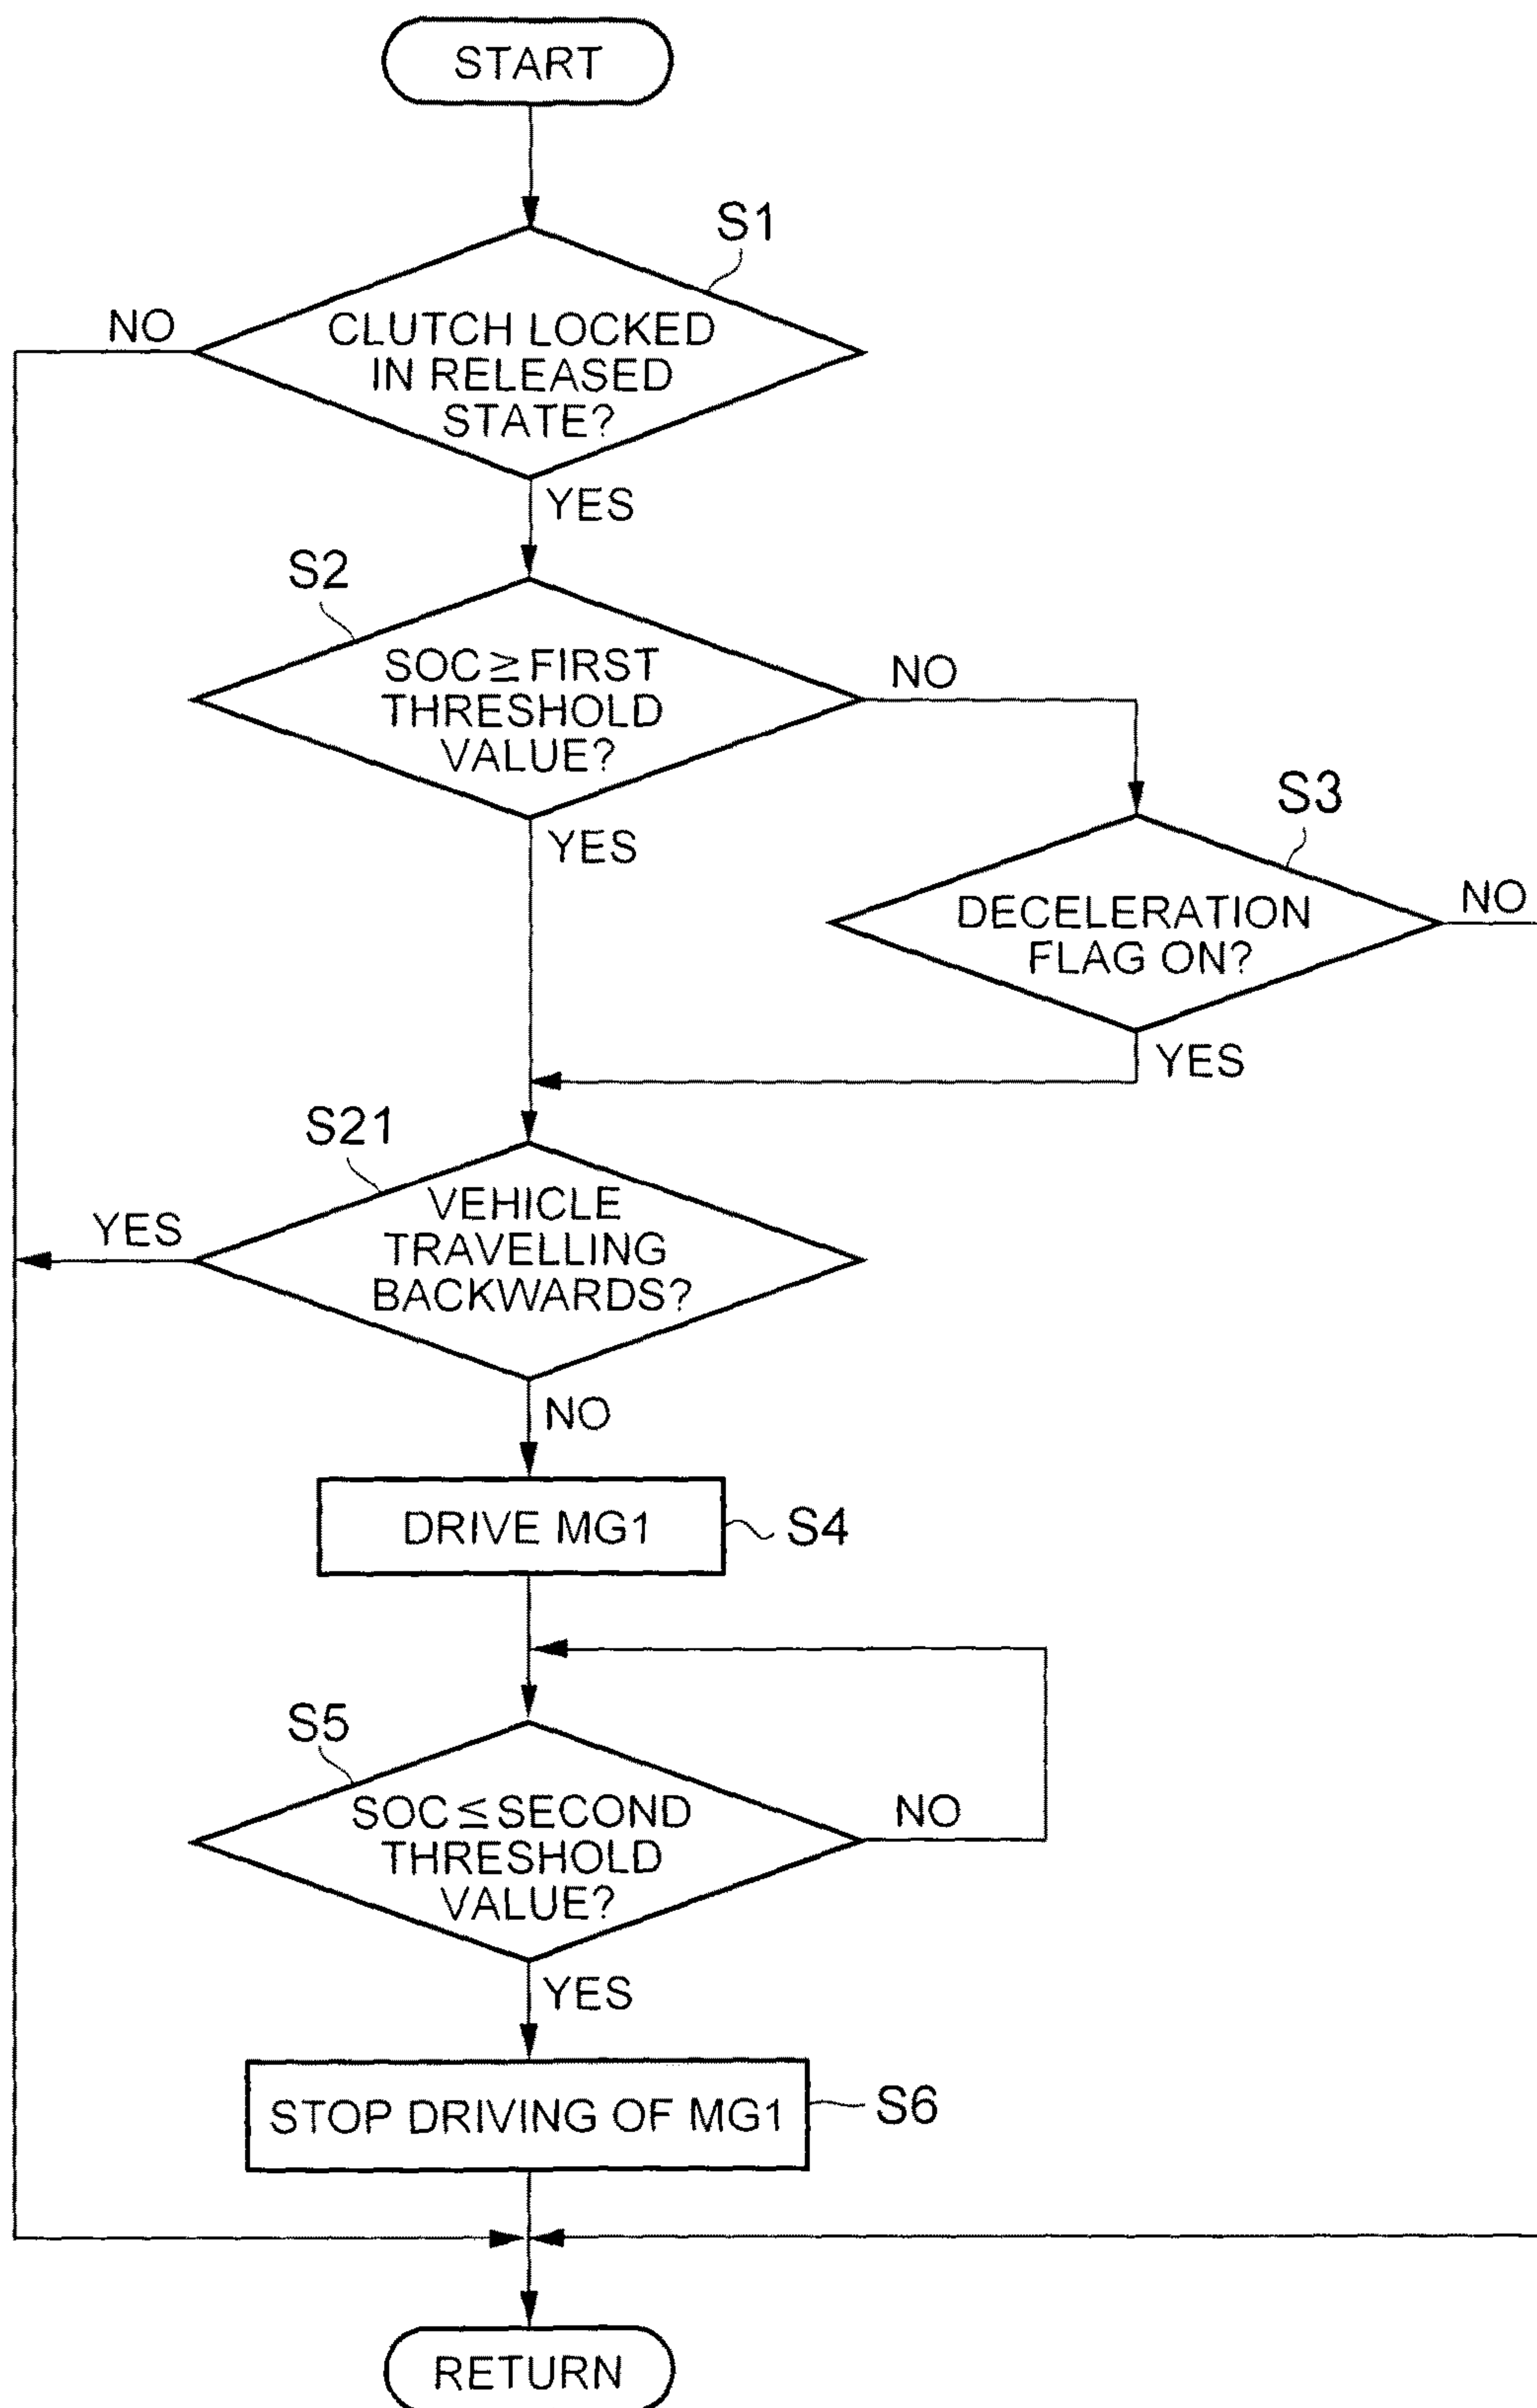 START
S1
NO
CLUTCH LOCKED
IN RELEASED
STATE?
YES
S2
SOC≧FIRST
THRESHOLD
VALUE?
NO
YES
S3
DECELERATION
FLAG ON?
NO
YES
S21
VEHICLE
TRAVELLING
BACKWARDS?
YES
NO
DRIVE MG1
S4
S5
SOC≦SECOND
THRESHOLD
VALUE?
NO
YES
STOP DRIVING OF MG1
S6
RETURN